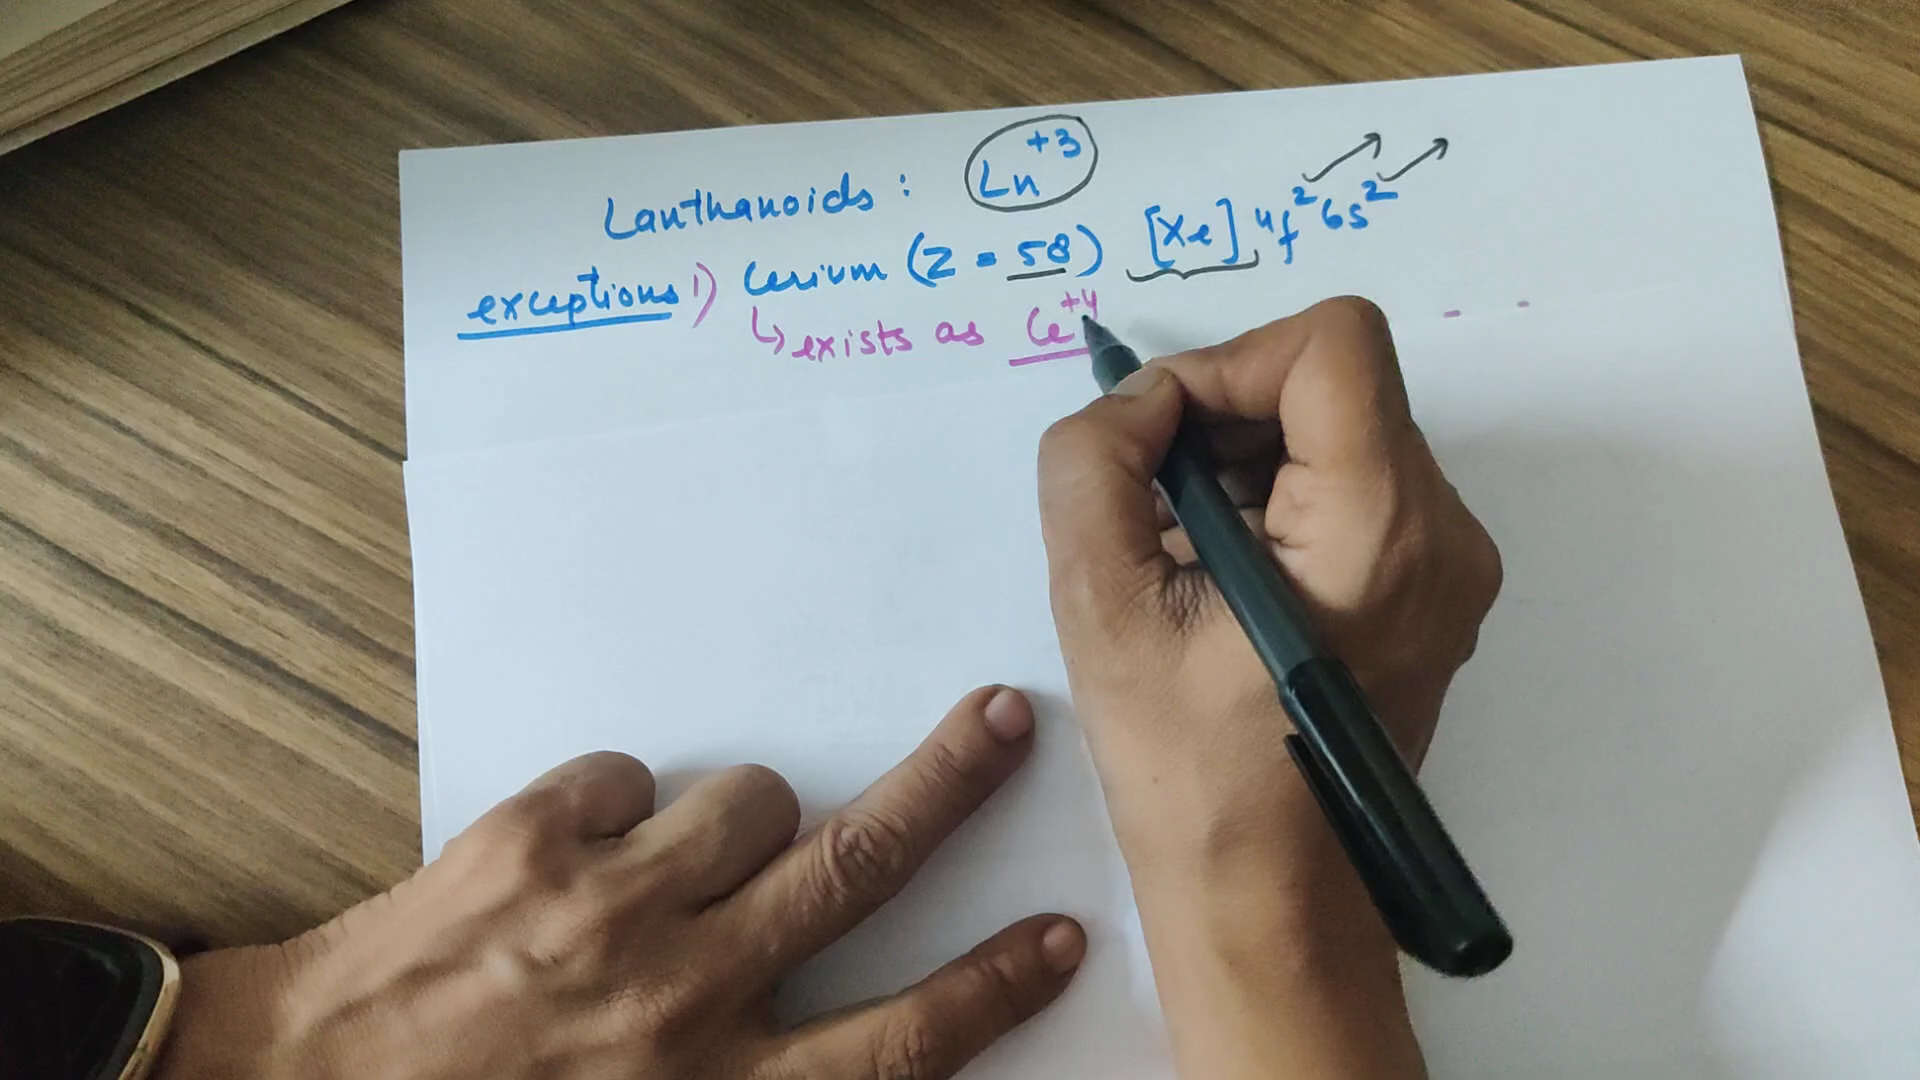 Lanthanoids : Ln+3
exceptions 1) Cerium (Z = 58) [Xe] 4f2 6s2
↳ exists as Ce+4